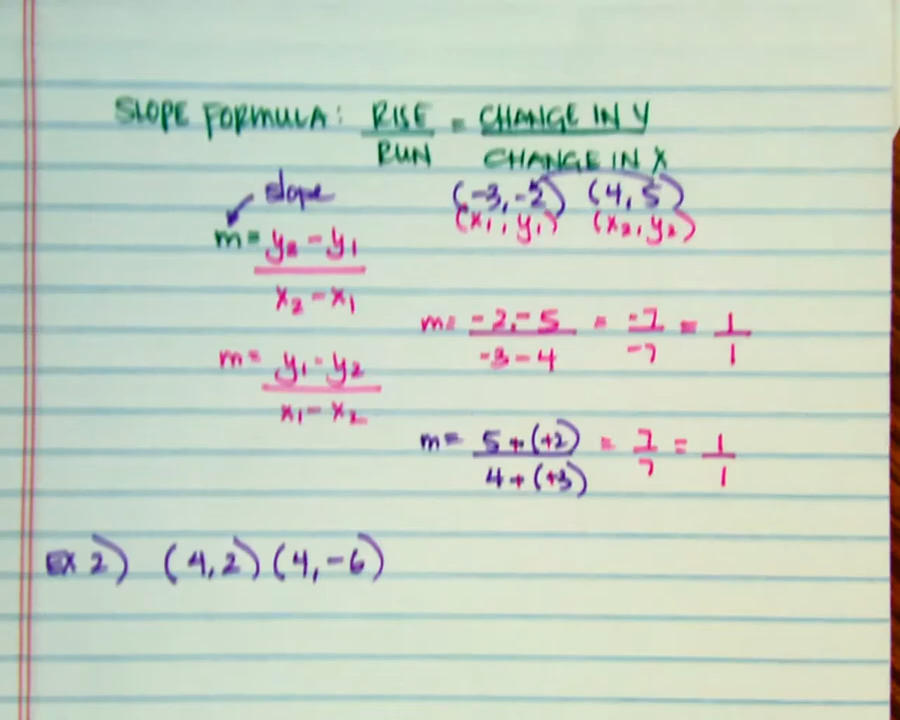 SLOPE FORMULA: RISE/RUN = CHANGE IN Y/CHANGE IN X
slope
(-3, -2) (4, 5)
(x₁, y₁) (x₂, y₂)
m = y₂ - y₁/x₂ - x₁
m = -2 - 5/-3 - 4 = -7/-7 = 1/1
m = y₁ - y₂/x₁ - x₂
m = 5 + (+2)/4 + (+3) = 7/7 = 1/1
EX 2) (4, 2) (4, -6)